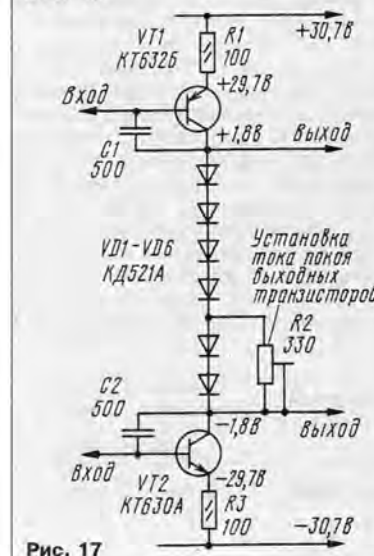 VT1
КТ632Б
R1
100
+30,7В
+29,7В
Вход
+1,8В
Выход
C1
500
VD1-VD6
КД521А
Установка
тока покоя
выходных
транзисторов
R2
330
C2
500
-1,8В
Выход
Вход
VT2
КТ630А
-29,7В
R3
100
-30,7В
Рис. 17